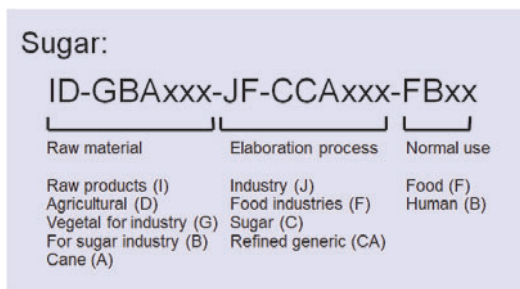 Sugar:
ID-GBAxxx-JF-CCAxxx-FBxx
Raw material Elaboration process Normal use
Raw products (I) Industry (J) Food (F)
Agricultural (D) Food industries (F) Human (B)
Vegetal for industry (G) Sugar (C)
For sugar industry (B) Refined generic (CA)
Cane (A)